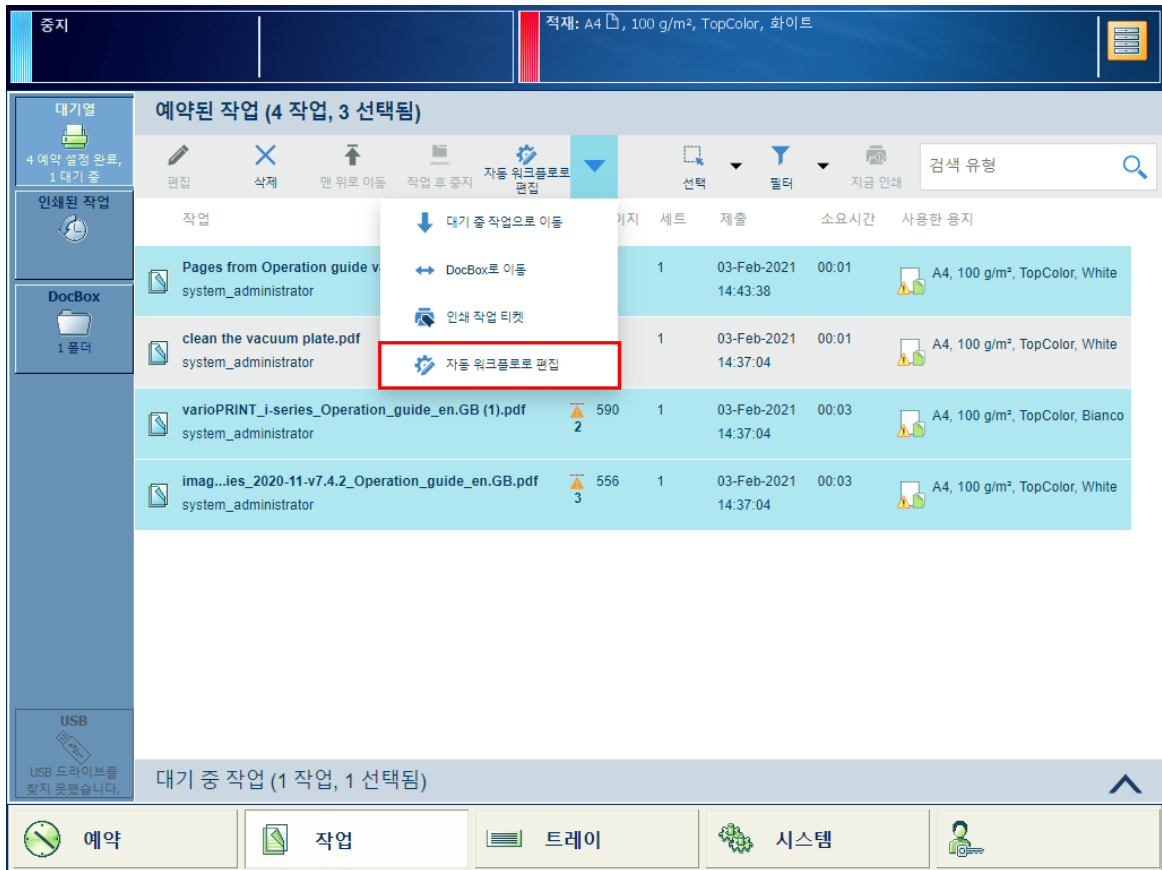 중지
적재: A4 , 100 g/m², TopColor, 화이트
대기열
4 예약 설정 완료,
1 대기 중
인쇄된 작업
DocBox
1 폴더
USB
USB 드라이브를
찾지 못했습니다.
예약된 작업 (4 작업, 3 선택됨)
편집
삭제
맨 위로 이동
작업 후 중지
자동 워크플로로
편집
선택
필터
지금 인쇄
검색 유형
작업
이지
세트
제출
소요시간
사용한 용지
대기 중 작업으로 이동
DocBox로 이동
인쇄 작업 티켓
자동 워크플로로 편집
Pages from Operation guide v
1 03-Feb-2021 00:01 A4, 100 g/m², TopColor, White
system_administrator
14:43:38
clean the vacuum plate.pdf
1 03-Feb-2021 00:01 A4, 100 g/m², TopColor, White
system_administrator
14:37:04
varioPRINT_i-series_Operation_guide_en.GB (1).pdf 590 1 03-Feb-2021 00:03 A4, 100 g/m², TopColor, Bianco
system_administrator 2 14:37:04
imag...ies_2020-11-v7.4.2_Operation_guide_en.GB.pdf 556 1 03-Feb-2021 00:03 A4, 100 g/m², TopColor, White
system_administrator 3 14:37:04
대기 중 작업 (1 작업, 1 선택됨)
예약
작업
트레이
시스템